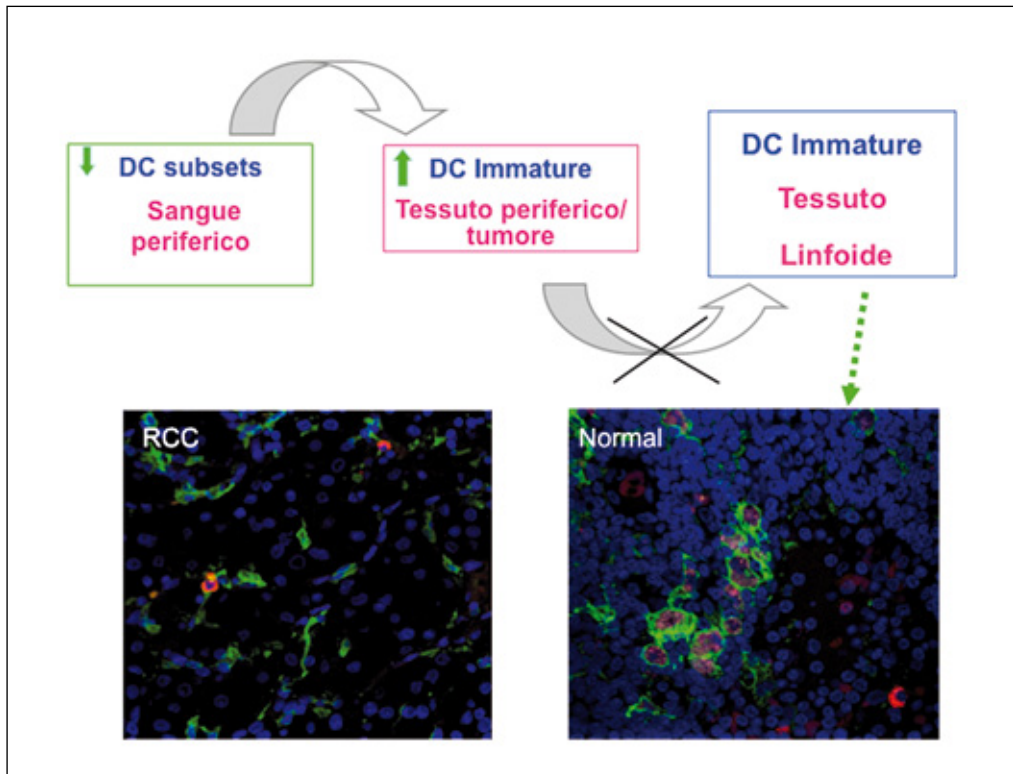 DC subsets
Sangue
periferico
DC Immature
Tessuto periferico/
tumore
DC Immature
Tessuto
Linfoide
RCC
Normal